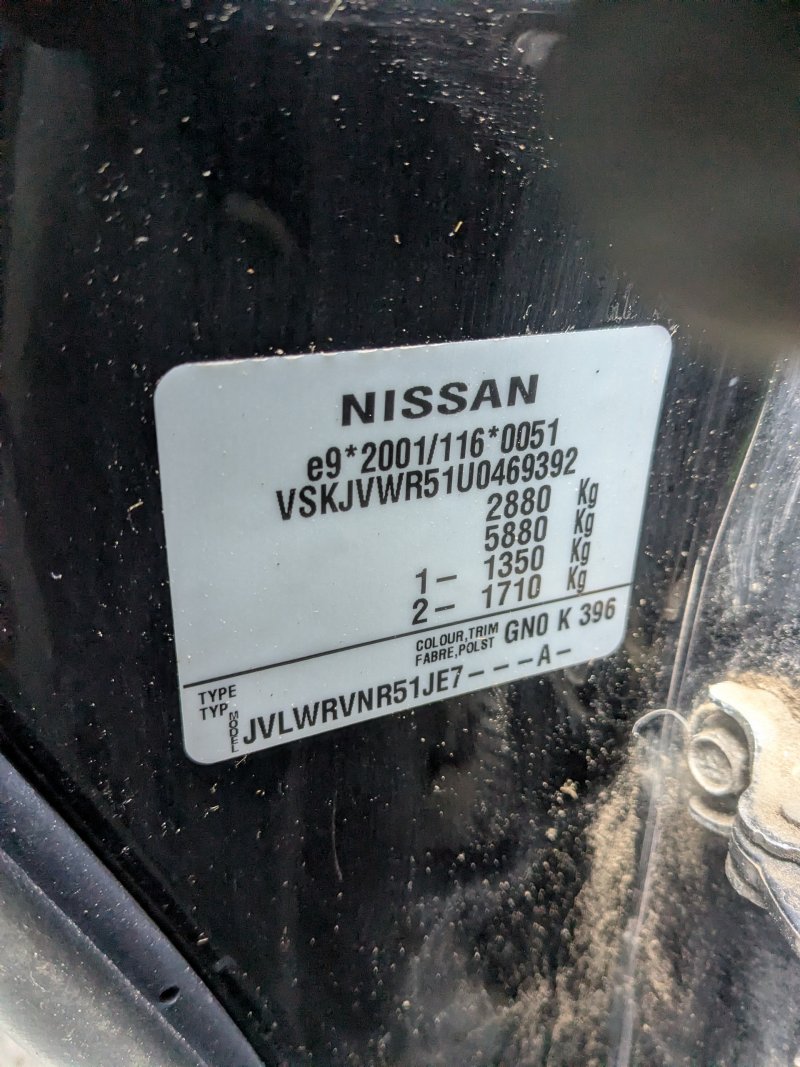 NISSAN
e9*2001/116*0051
VSKJVWR51U0469392
2880 Kg
5880 Kg
1– 1350 Kg
2– 1710 Kg
COLOUR,TRIM
FABRE,POLST GN0 K 396
TYPE
TYP
MODEL JVLWRVNR51JE7– – –A–